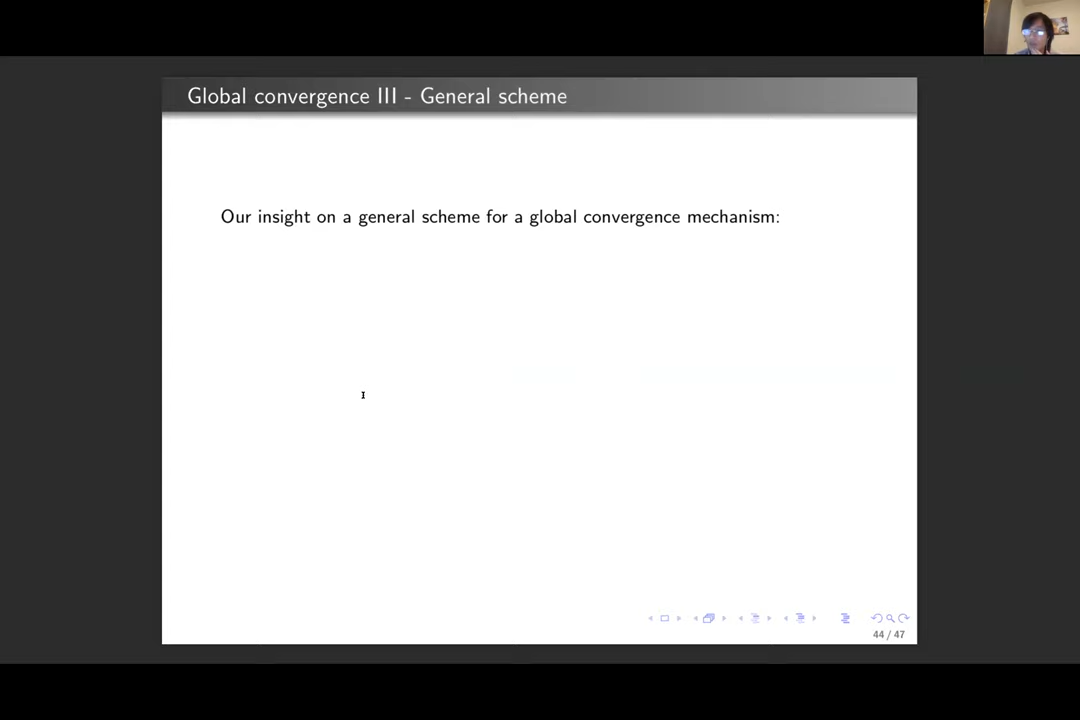 Global convergence III - General scheme
Our insight on a general scheme for a global convergence mechanism:
44 / 47